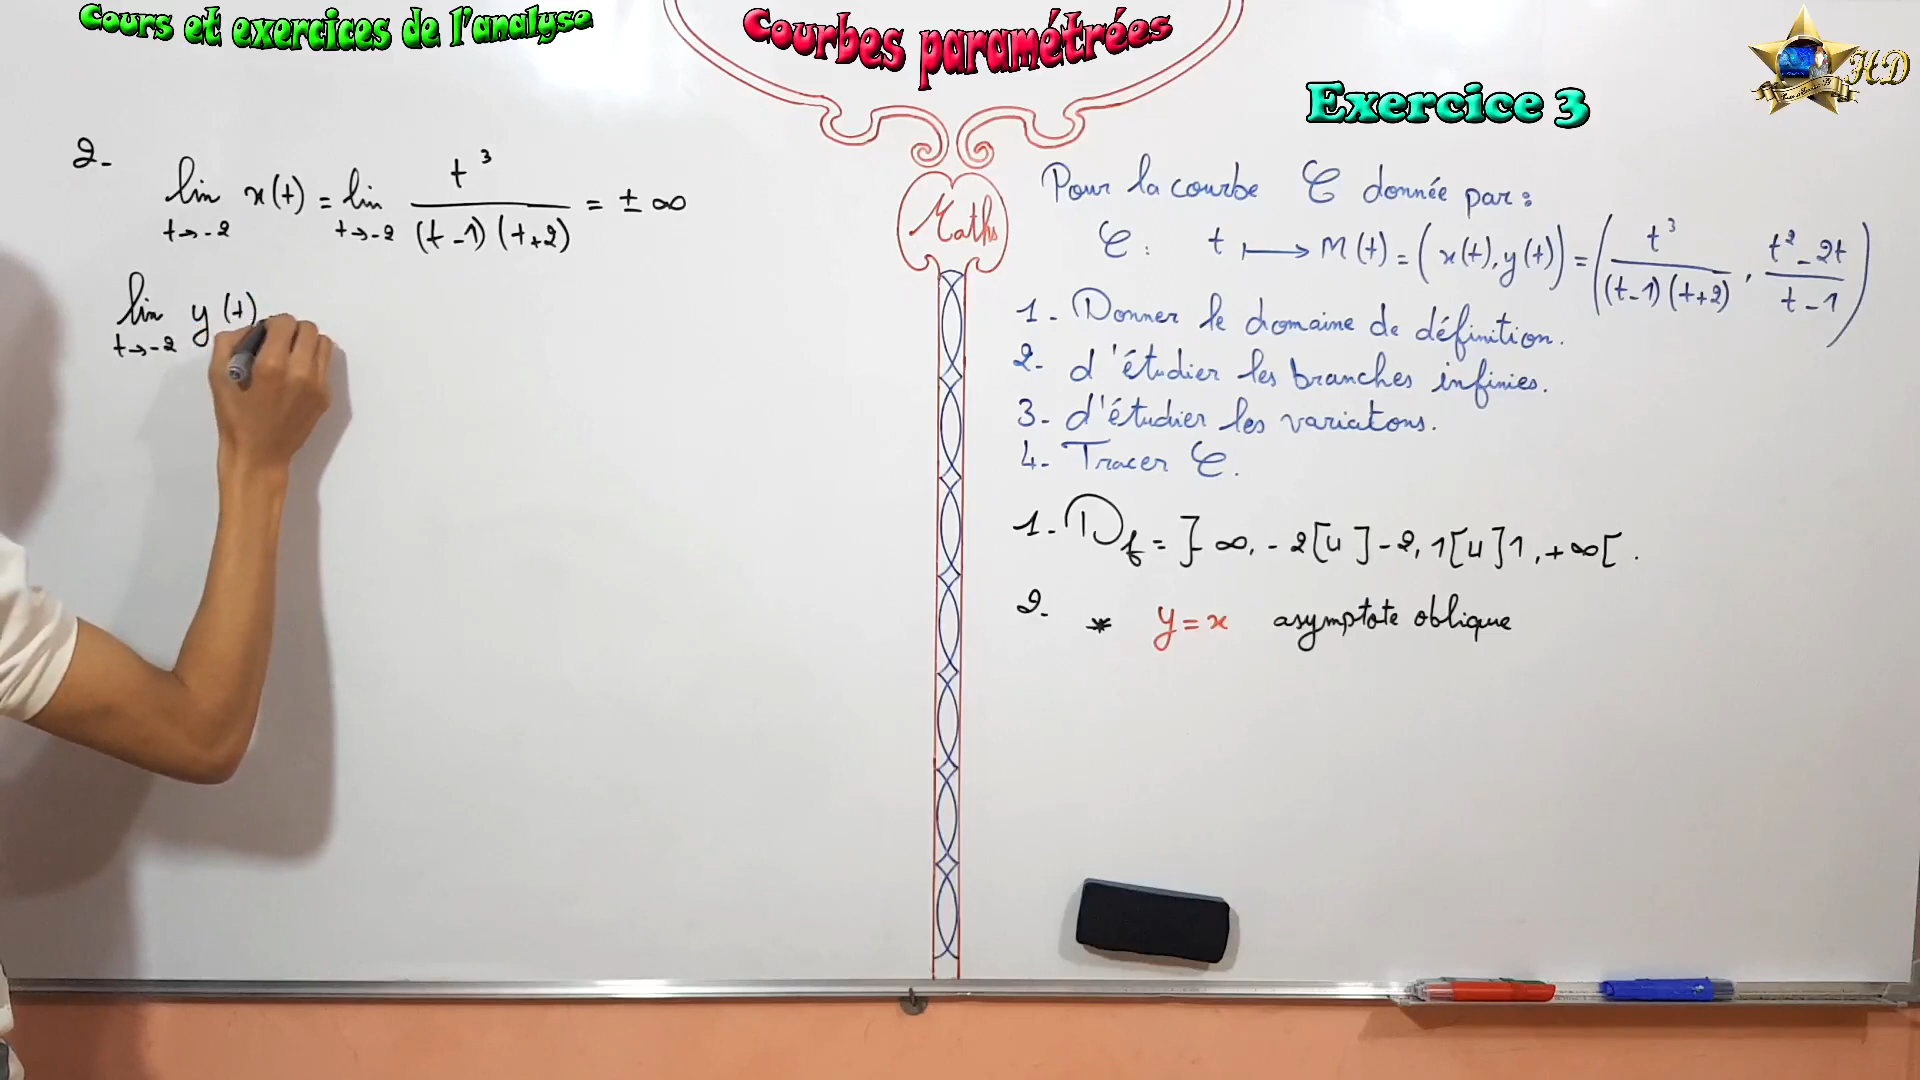 Cours et exercices de l'analyse
Courbes paramétrées
Exercice 3
HD
Maths
2- lim x(t) = lim t³/((t-1)(t+2)) = ±∞
t→-2 t→-2
lim y(t)
t→-2
Pour la courbe C donnée par:
C: t ⟼ M(t) = (x(t), y(t)) = (t³/((t-1)(t+2)), (t²-2t)/(t-1))
1- Donner le domaine de définition.
2- d'étudier les branches infinies.
3- d'étudier les variatons.
4- Tracer C.
1- D_f = ]-∞, -2[ ∪ ]-2, 1[ ∪ ]1, +∞[.
2- * y = x asymptote oblique